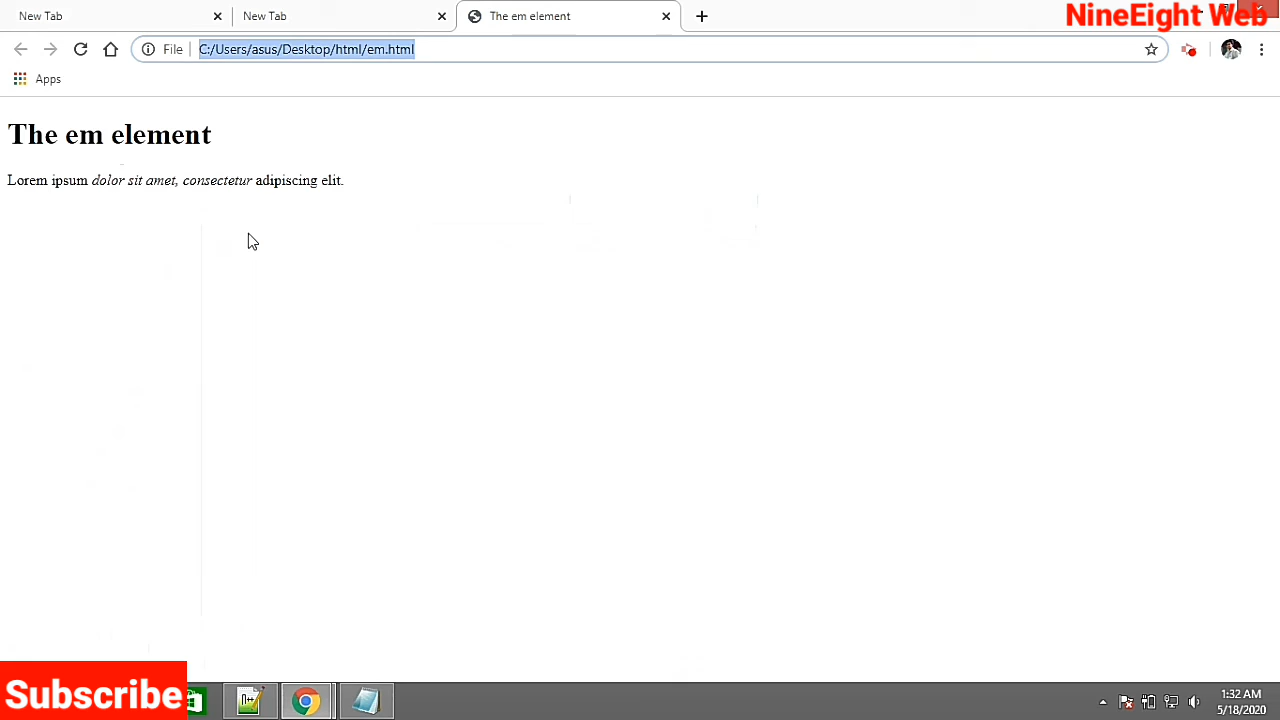 New Tab
New Tab
The em element
NineEight Web
File
C:/Users/asus/Desktop/html/em.html
Apps
The em element
Lorem ipsum dolor sit amet, consectetur adipiscing elit.
Subscribe
1:32 AM
5/18/2020